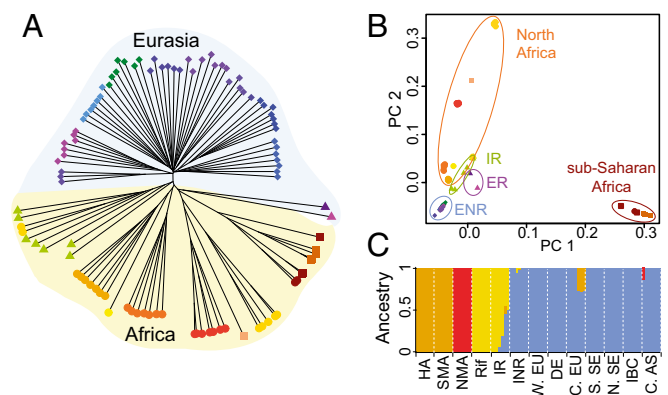 A
Eurasia
Africa
B
North
Africa
IR
ER
ENR
sub-Saharan
Africa
PC 2
0.3
0.2
0.1
0.0
0.0
0.1
0.2
0.3
PC 1
C
Ancestry
1
0.5
0
HA
SMA
NMA
Rif
IR
INR
W. EU
DE
C. EU
S. SE
N. SE
IBC
C. AS